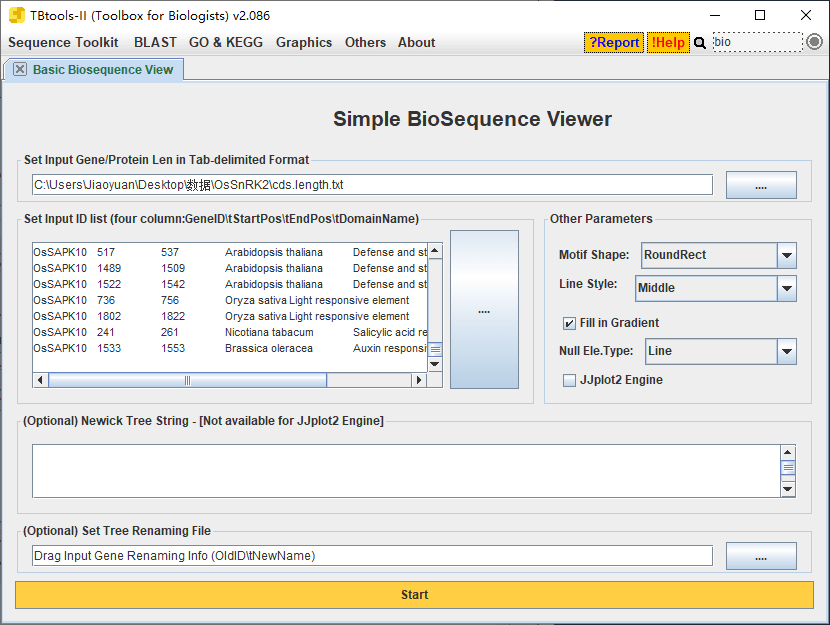 TBtools-II (Toolbox for Biologists) v2.086
Sequence Toolkit BLAST GO & KEGG Graphics Others About ?Report !Help bio
Basic Biosequence View
Simple BioSequence Viewer
Set Input Gene/Protein Len in Tab-delimited Format
C:\Users\Jiaoyuan\Desktop\数据\OsSnRK2\cds.length.txt ....
Set Input ID list (four column:GeneID\tStartPos\tEndPos\tDomainName)
OsSAPK10 517 537 Arabidopsis thaliana Defense and st
OsSAPK10 1489 1509 Arabidopsis thaliana Defense and st
OsSAPK10 1522 1542 Arabidopsis thaliana Defense and st
OsSAPK10 736 756 Oryza sativa Light responsive element
OsSAPK10 1802 1822 Oryza sativa Light responsive element
OsSAPK10 241 261 Nicotiana tabacum Salicylic acid re
OsSAPK10 1533 1553 Brassica oleracea Auxin responsi
....
Other Parameters
Motif Shape: RoundRect
Line Style: Middle
Fill in Gradient
Null Ele.Type: Line
JJplot2 Engine
(Optional) Newick Tree String - [Not available for JJplot2 Engine]
(Optional) Set Tree Renaming File
Drag Input Gene Renaming Info (OldID\tNewName) ....
Start